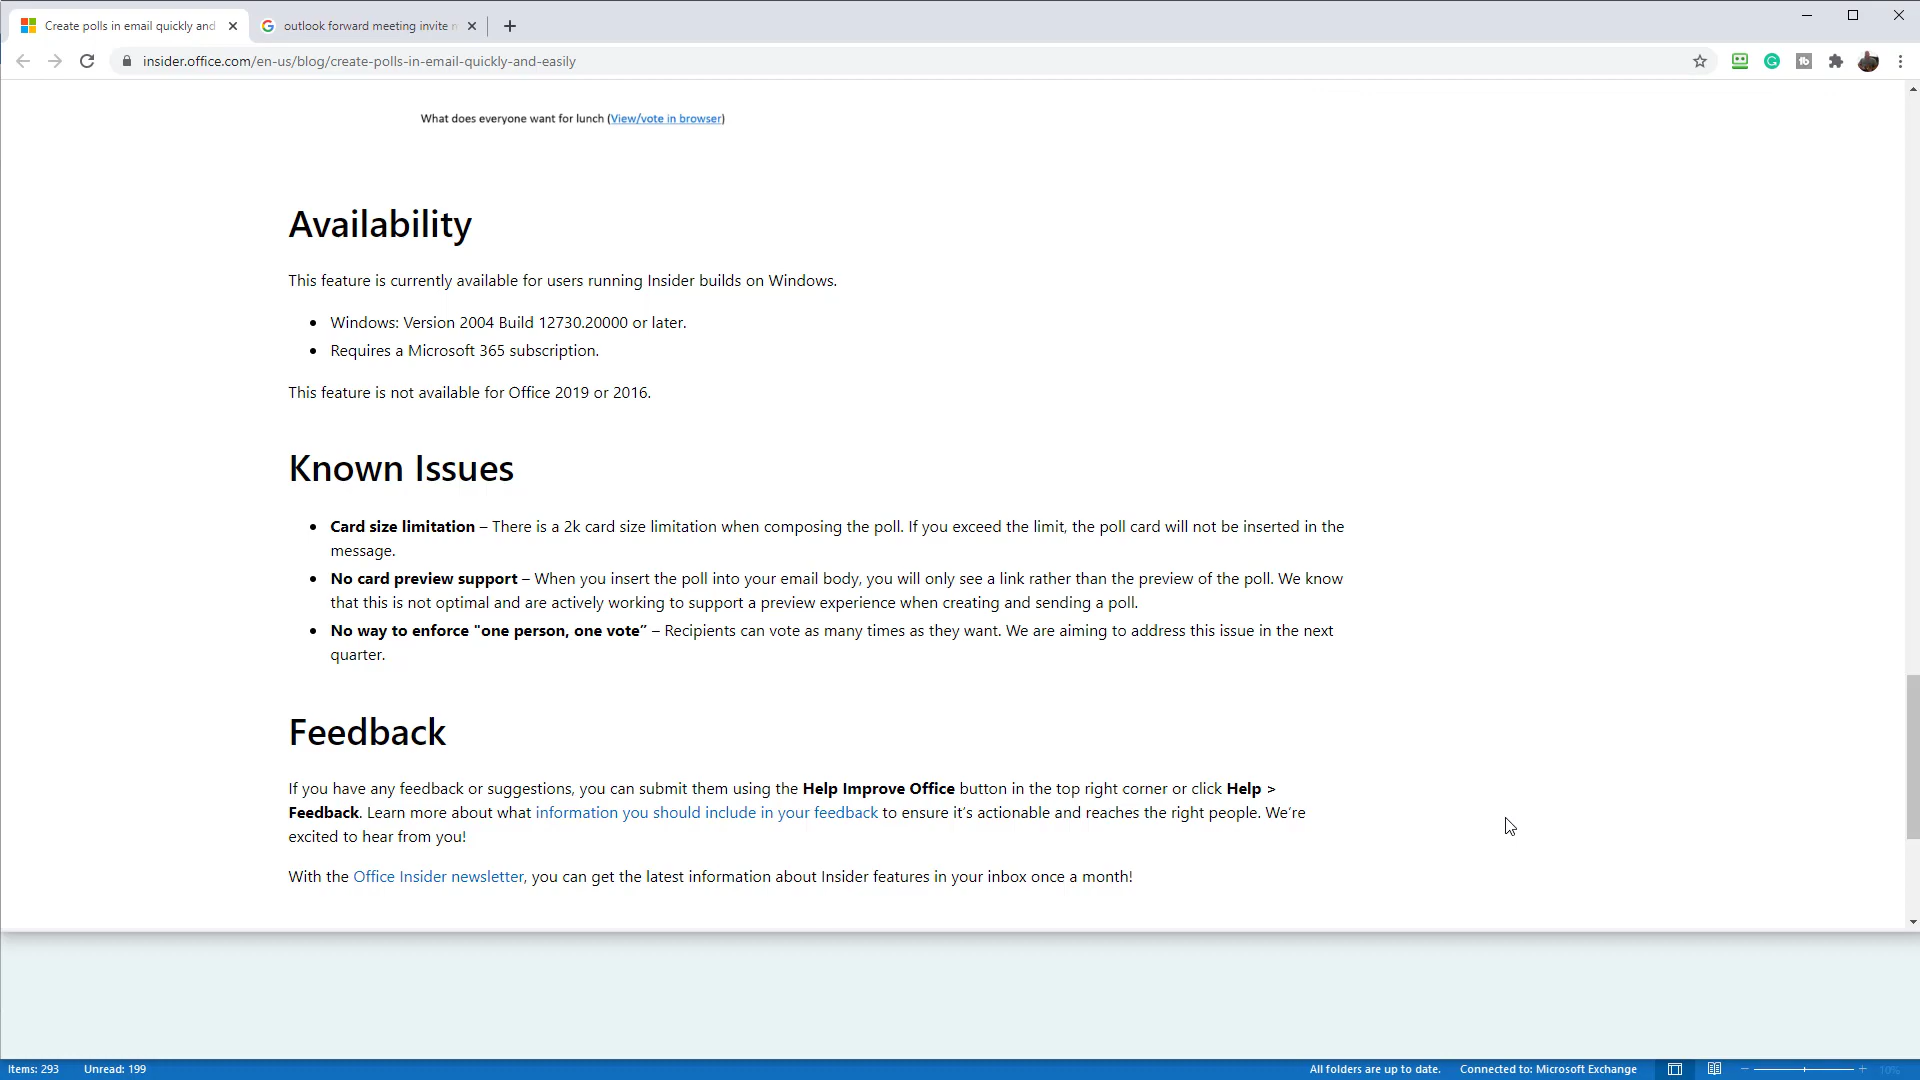 Create polls in email quickly and
outlook forward meeting invite
insider.office.com/en-us/blog/create-polls-in-email-quickly-and-easily
What does everyone want for lunch (View/vote in browser)
Availability
This feature is currently available for users running Insider builds on Windows.
• Windows: Version 2004 Build 12730.20000 or later.
• Requires a Microsoft 365 subscription.
This feature is not available for Office 2019 or 2016.
Known Issues
• Card size limitation – There is a 2k card size limitation when composing the poll. If you exceed the limit, the poll card will not be inserted in the
message.
• No card preview support – When you insert the poll into your email body, you will only see a link rather than the preview of the poll. We know
that this is not optimal and are actively working to support a preview experience when creating and sending a poll.
• No way to enforce "one person, one vote” – Recipients can vote as many times as they want. We are aiming to address this issue in the next
quarter.
Feedback
If you have any feedback or suggestions, you can submit them using the Help Improve Office button in the top right corner or click Help >
Feedback. Learn more about what information you should include in your feedback to ensure it’s actionable and reaches the right people. We’re
excited to hear from you!
With the Office Insider newsletter, you can get the latest information about Insider features in your inbox once a month!
Items: 293 Unread: 199 All folders are up to date. Connected to: Microsoft Exchange 10%